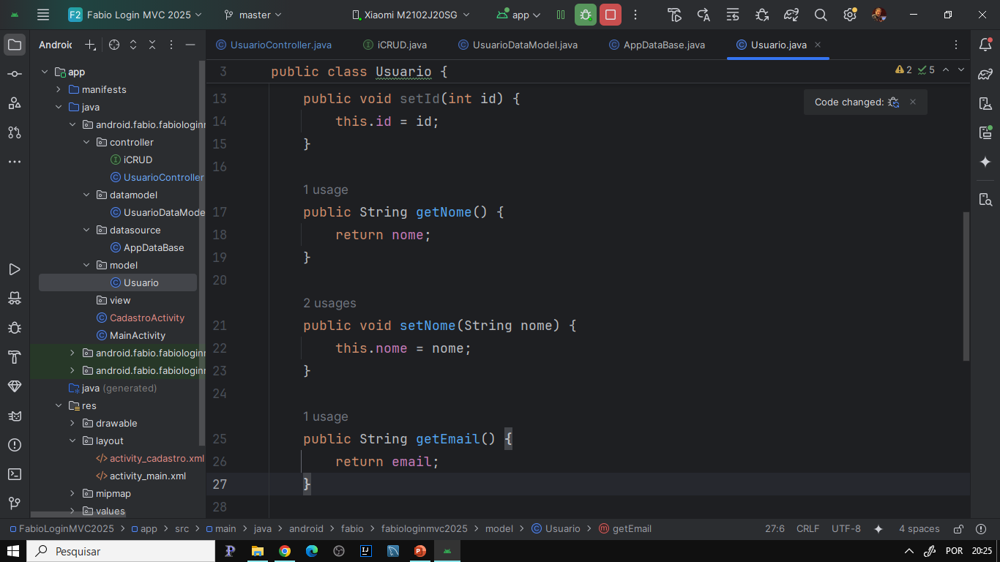 F2 Fabio Login MVC 2025 master Xiaomi M2102J20SG app
Android
UsuarioController.java iCRUD.java UsuarioDataModel.java AppDataBase.java Usuario.java
app
manifests
java
android.fabio.fabiologinm
controller
iCRUD
UsuarioController
datamodel
UsuarioDataMode
datasource
AppDataBase
model
Usuario
view
CadastroActivity
MainActivity
android.fabio.fabiologinm
android.fabio.fabiologinm
java (generated)
res
drawable
layout
activity_cadastro.xml
activity_main.xml
mipmap
values
3 public class Usuario {
2 5
Code changed:
13 public void setId(int id) {
14 this.id = id;
15 }
16
1 usage
17 public String getNome() {
18 return nome;
19 }
20
2 usages
21 public void setNome(String nome) {
22 this.nome = nome;
23 }
24
1 usage
25 public String getEmail() {
26 return email;
27 }
28
FabioLoginMVC2025 > app > src > main > java > android > fabio > fabiologinmvc2025 > model > Usuario > getEmail 27:6 CRLF UTF-8 4 spaces
Pesquisar POR 20:25